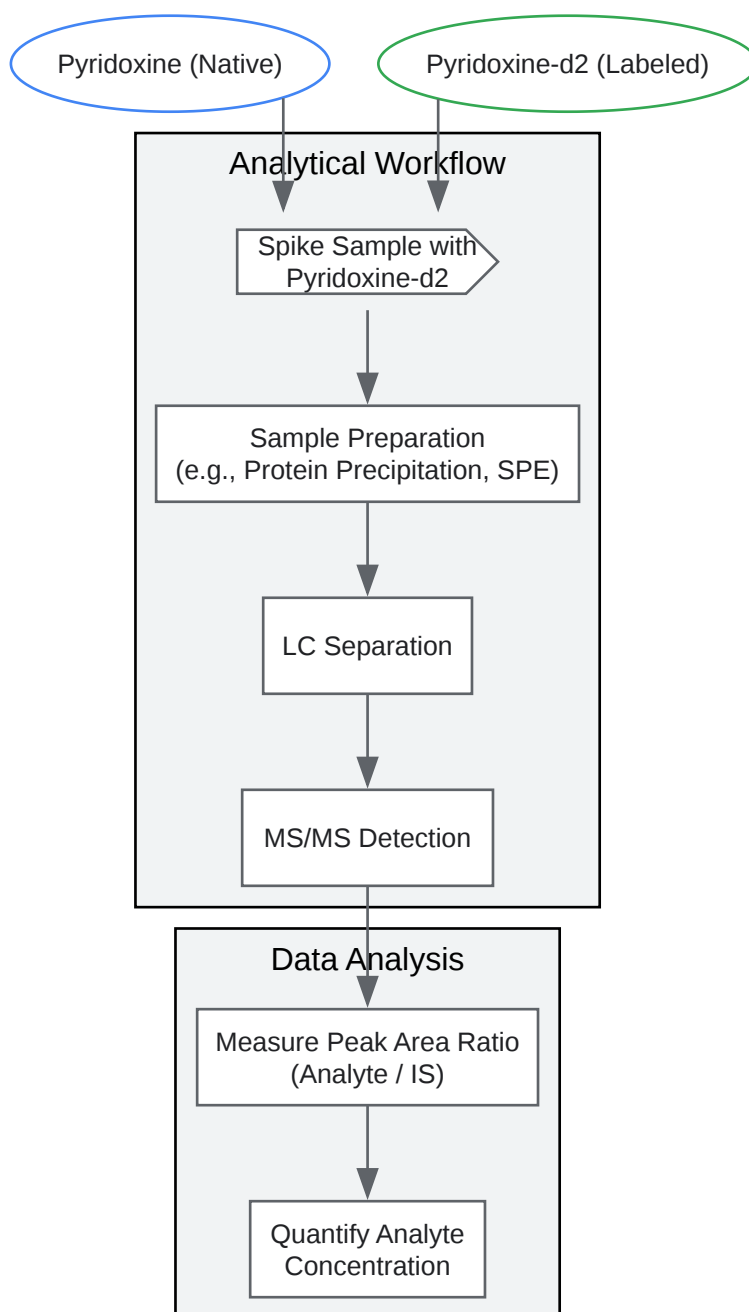 Pyridoxine (Native)
Pyridoxine-d2 (Labeled)
Analytical Workflow
Spike Sample with
Pyridoxine-d2
Sample Preparation
(e.g., Protein Precipitation, SPE)
LC Separation
MS/MS Detection
Data Analysis
Measure Peak Area Ratio
(Analyte / IS)
Quantify Analyte
Concentration